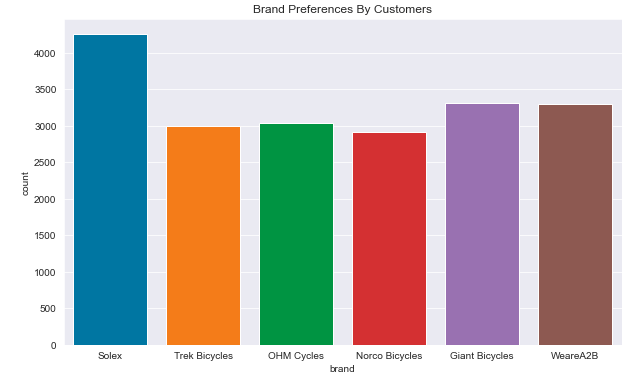 Brand Preferences By Customers
count
4000
3500
3000
2500
2000
1500
1000
500
0
Solex Trek Bicycles OHM Cycles Norco Bicycles Giant Bicycles WeareA2B
brand